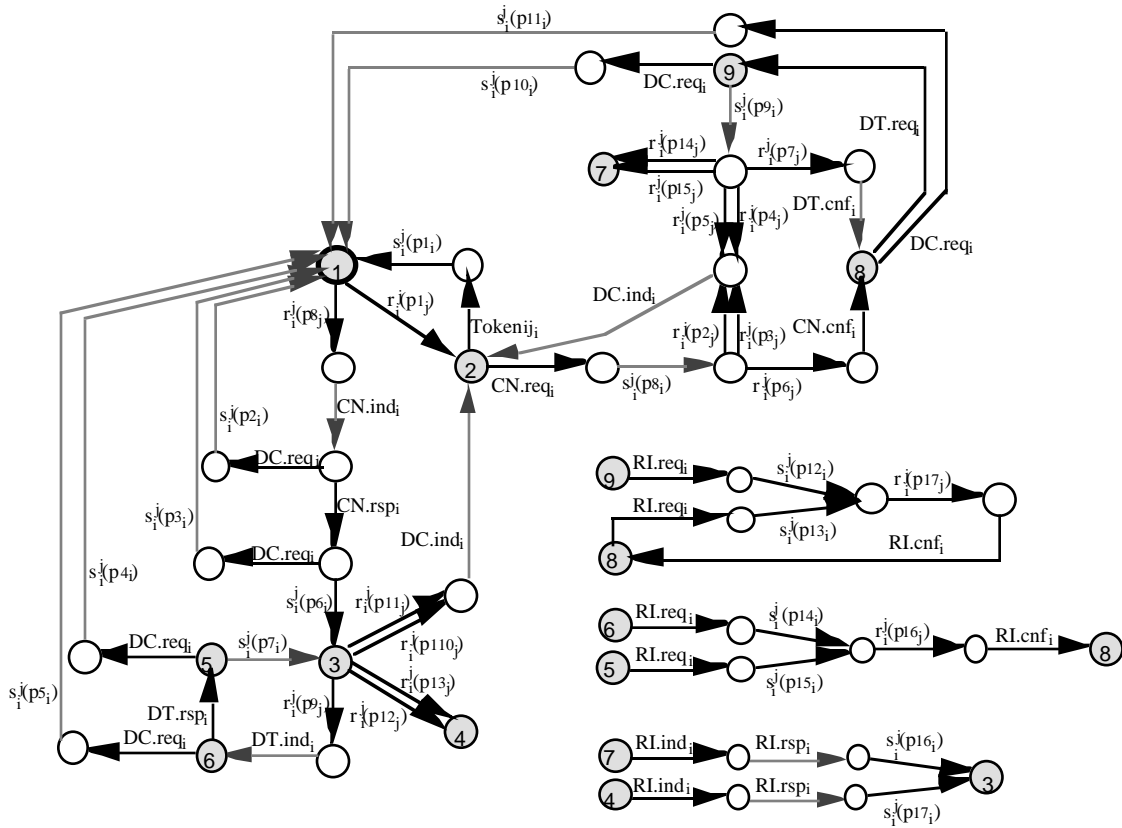 s_i^j(p11_i)
9
DC.req_i
s_i^j(p10_i)
s_i^j(p9_i)
DT.req_i
r_i^j(p14_j)
r_i^j(p7_j)
7
r_i^j(p15_j)
DT.cnf_i
r_i^j(p5_j)
r_i^j(p4_j)
s_i^j(p1_i)
DC.req_i
1
8
DC.ind_i
r_i^j(p1_j)
r_i^j(p8_j)
Tokenij_i
r_i^j(p2_j)
r_i^j(p3_j)
CN.cnf_i
2
CN.req_i
s_i^j(p8_i)
r_i^j(p6_j)
CN.ind_i
s_i^j(p2_i)
DC.req_i
CN.rsp_i
s_i^j(p3_i)
DC.req_i
DC.ind_i
s_i^j(p4_i)
s_i^j(p6_i)
r_i^j(p11_j)
r_i^j(p110_j)
DC.req_i
s_i^j(p7_i)
5
3
r_i^j(p13_j)
s_i^j(p5_i)
r_i^j(p9_j)
r_i^j(p12_j)
DT.rsp_i
4
DC.req_i
6
DT.ind_i
9
RI.req_i
s_i^j(p12_i)
r_i^j(p17_j)
RI.req_i
s_i^j(p13_i)
RI.cnf_i
8
6
RI.req_i
s_i^j(p14_i)
r_i^j(p16_j)
RI.cnf_i
8
5
RI.req_i
s_i^j(p15_i)
7
RI.ind_i
RI.rsp_i
s_i^j(p16_i)
3
4
RI.ind_i
RI.rsp_i
s_i^j(p17_i)